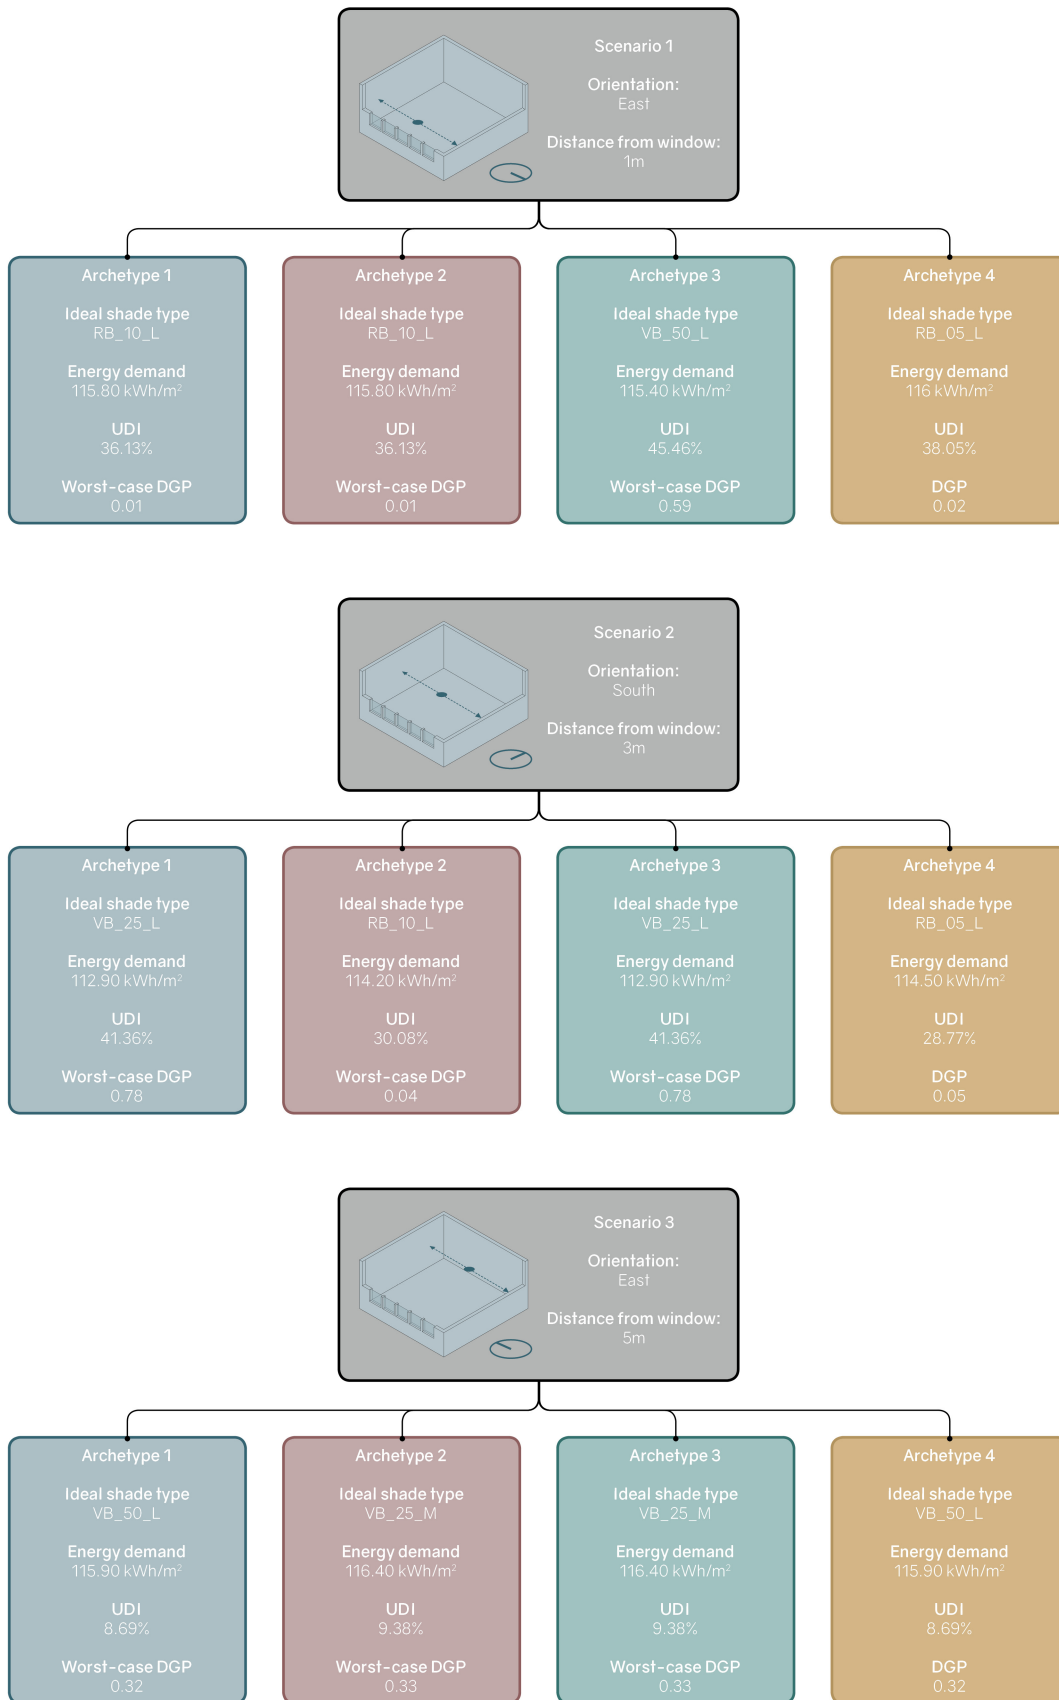 Scenario 1
Orientation:
East
Distance from window:
1m
Archetype 1
Ideal shade type
RB_10_L
Energy demand
115.80 kWh/m²
UDI
36.13%
Worst-case DGP
0.01
Archetype 2
Ideal shade type
RB_10_L
Energy demand
115.80 kWh/m²
UDI
36.13%
Worst-case DGP
0.01
Archetype 3
Ideal shade type
VB_50_L
Energy demand
115.40 kWh/m²
UDI
45.46%
Worst-case DGP
0.59
Archetype 4
Ideal shade type
RB_05_L
Energy demand
116 kWh/m²
UDI
38.05%
DGP
0.02
Scenario 2
Orientation:
South
Distance from window:
3m
Archetype 1
Ideal shade type
VB_25_L
Energy demand
112.90 kWh/m²
UDI
41.36%
Worst-case DGP
0.78
Archetype 2
Ideal shade type
RB_10_L
Energy demand
114.20 kWh/m²
UDI
30.08%
Worst-case DGP
0.04
Archetype 3
Ideal shade type
VB_25_L
Energy demand
112.90 kWh/m²
UDI
41.36%
Worst-case DGP
0.78
Archetype 4
Ideal shade type
RB_05_L
Energy demand
114.50 kWh/m²
UDI
28.77%
DGP
0.05
Scenario 3
Orientation:
East
Distance from window:
5m
Archetype 1
Ideal shade type
VB_50_L
Energy demand
115.90 kWh/m²
UDI
8.69%
Worst-case DGP
0.32
Archetype 2
Ideal shade type
VB_25_M
Energy demand
116.40 kWh/m²
UDI
9.38%
Worst-case DGP
0.33
Archetype 3
Ideal shade type
VB_25_M
Energy demand
116.40 kWh/m²
UDI
9.38%
Worst-case DGP
0.33
Archetype 4
Ideal shade type
VB_50_L
Energy demand
115.90 kWh/m²
UDI
8.69%
DGP
0.32